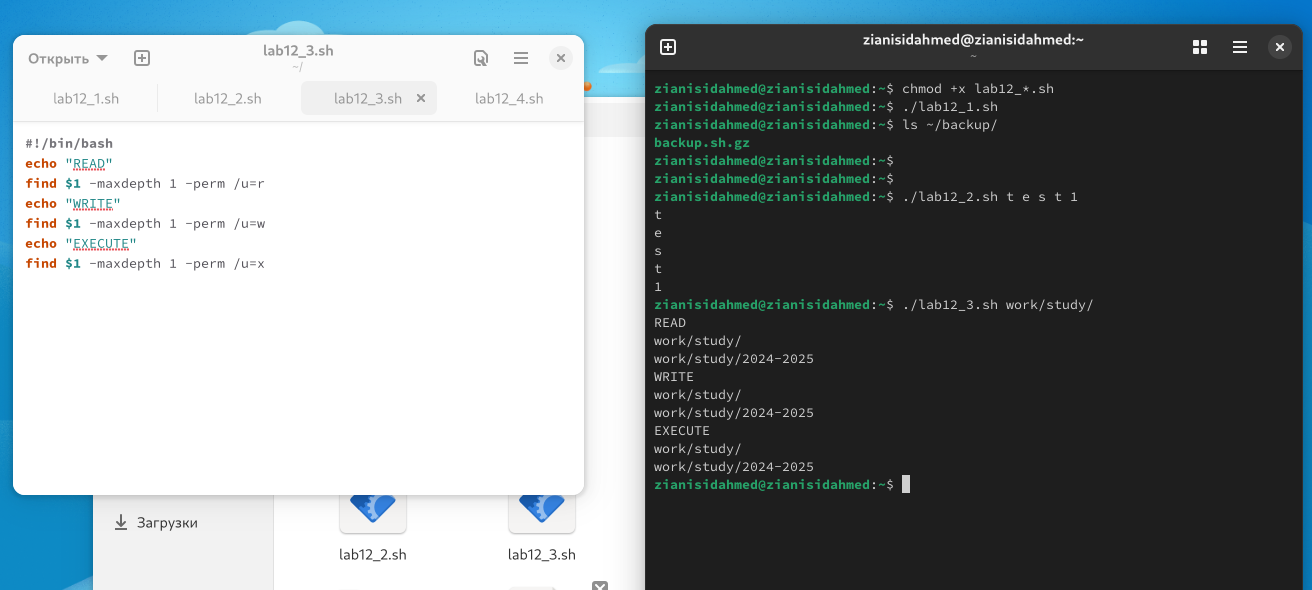 Открыть
lab12_3.sh
~/
lab12_1.sh
lab12_2.sh
lab12_3.sh
lab12_4.sh
#!/bin/bash
echo "READ"
find $1 -maxdepth 1 -perm /u=r
echo "WRITE"
find $1 -maxdepth 1 -perm /u=w
echo "EXECUTE"
find $1 -maxdepth 1 -perm /u=x
Загрузки
lab12_2.sh
lab12_3.sh
zianisidahmed@zianisidahmed:~
~
zianisidahmed@zianisidahmed:~$ chmod +x lab12_*.sh
zianisidahmed@zianisidahmed:~$ ./lab12_1.sh
zianisidahmed@zianisidahmed:~$ ls ~/backup/
backup.sh.gz
zianisidahmed@zianisidahmed:~$
zianisidahmed@zianisidahmed:~$
zianisidahmed@zianisidahmed:~$ ./lab12_2.sh t e s t 1
t
e
s
t
1
zianisidahmed@zianisidahmed:~$ ./lab12_3.sh work/study/
READ
work/study/
work/study/2024-2025
WRITE
work/study/
work/study/2024-2025
EXECUTE
work/study/
work/study/2024-2025
zianisidahmed@zianisidahmed:~$